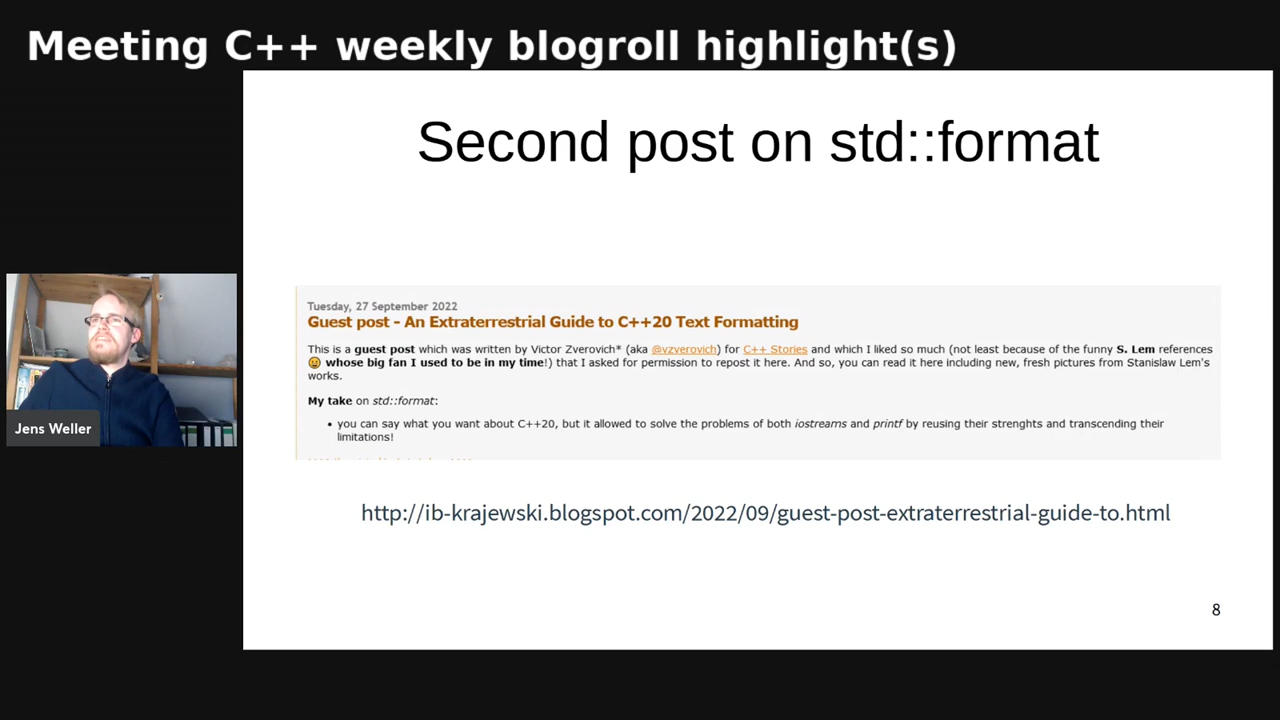 Meeting C++ weekly blogroll highlight(s)
Second post on std::format
Tuesday, 27 September 2022
Guest post - An Extraterrestrial Guide to C++20 Text Formatting
This is a guest post which was written by Victor Zverovich* (aka @vzverovich) for C++ Stories and which I liked so much (not least because of the funny S. Lem references
😀 whose big fan I used to be in my time!) that I asked for permission to repost it here. And so, you can read it here including new, fresh pictures from Stanislaw Lem's
works.
My take on std::format:
• you can say what you want about C++20, but it allowed to solve the problems of both iostreams and printf by reusing their strenghts and transcending their
limitations!
http://ib-krajewski.blogspot.com/2022/09/guest-post-extraterrestrial-guide-to.html
8
Jens Weller